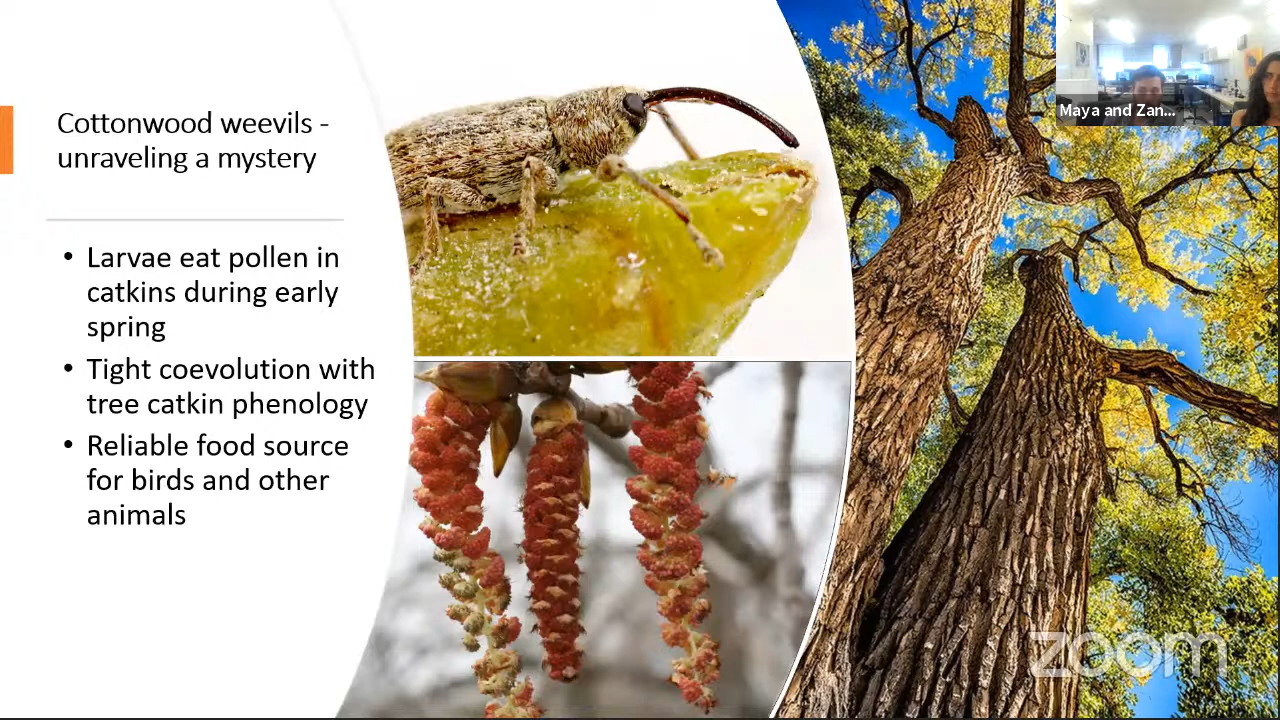 Cottonwood weevils -
unraveling a mystery
• Larvae eat pollen in
catkins during early
spring
• Tight coevolution with
tree catkin phenology
• Reliable food source
for birds and other
animals
Maya and Zan...
zoom